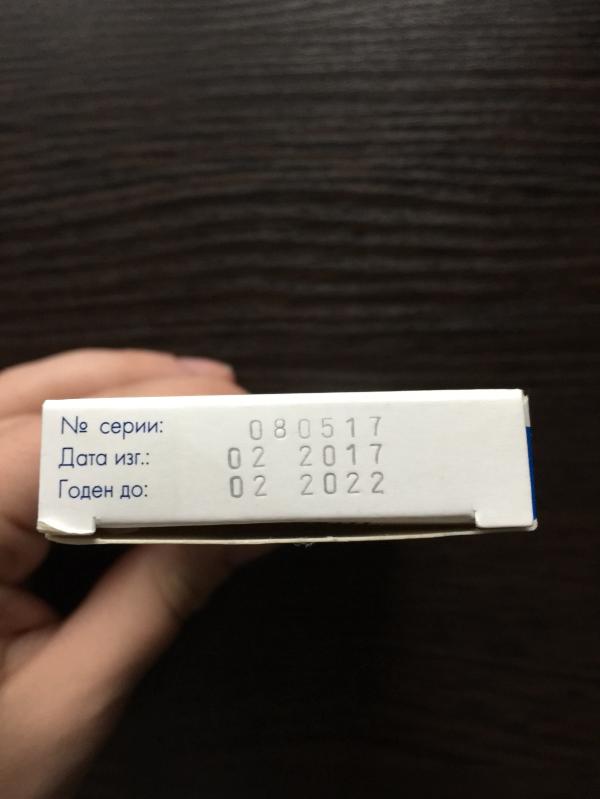 № серии: 080517
Дата изг.: 02 2017
Годен до: 02 2022